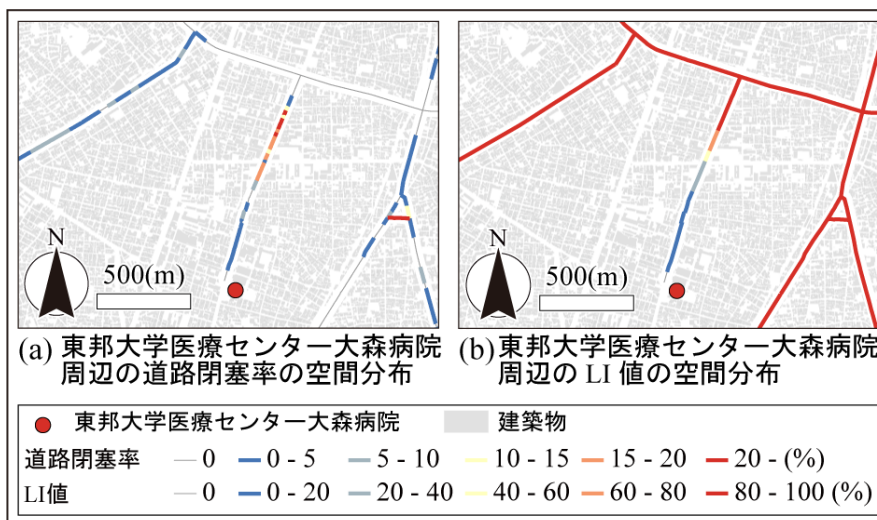 N
500(m)
(a) 東邦大学医療センター大森病院
周辺の道路閉塞率の空間分布
N
500(m)
(b) 東邦大学医療センター大森病院
周辺の LI 値の空間分布
東邦大学医療センター大森病院 建築物
道路閉塞率 0 0 - 5 5 - 10 10 - 15 15 - 20 20 - (%)
LI値 0 0 - 20 20 - 40 40 - 60 60 - 80 80 - 100 (%)